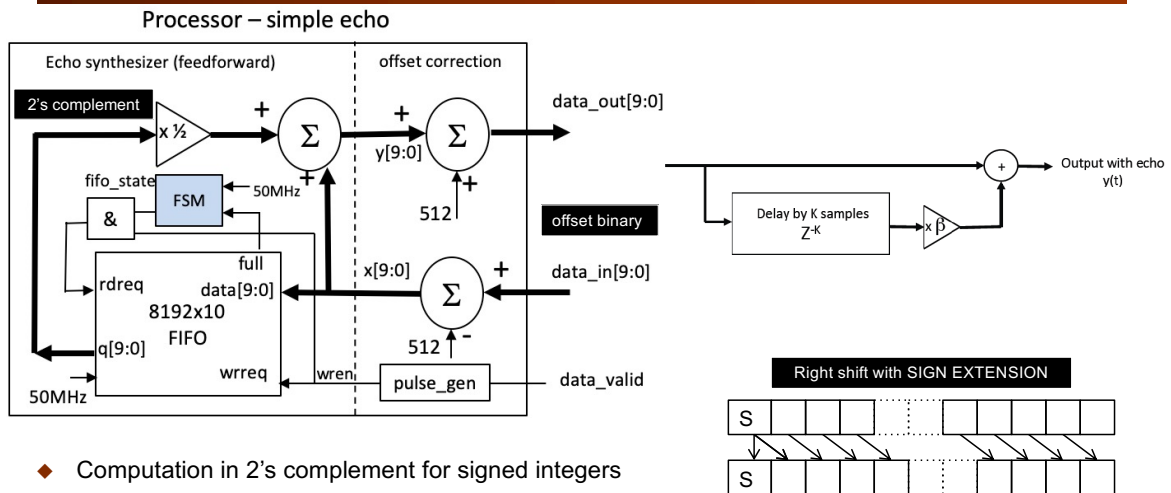 Processor – simple echo
Echo synthesizer (feedforward)
offset correction
2's complement
x ½
+
Σ
+
+
Σ
+
y[9:0]
512
data_out[9:0]
fifo_state
FSM
50MHz
&
full
offset binary
rdreq
data[9:0]
8192x10
FIFO
q[9:0]
wrreq
50MHz
x[9:0]
Σ
+
-
512
data_in[9:0]
wren
pulse_gen
data_valid
Delay by K samples
Z-K
x β
+
Output with echo
y(t)
Right shift with SIGN EXTENSION
S
S
◆ Computation in 2's complement for signed integers